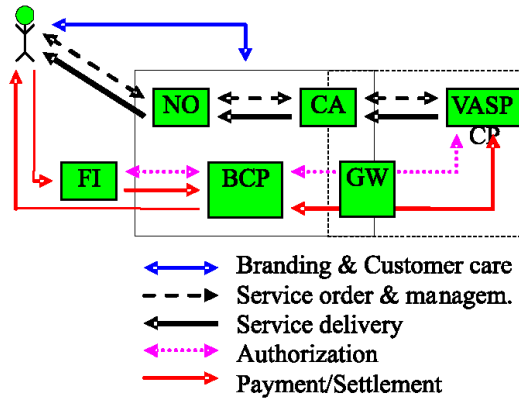 NO
CA
VASP
CP
FI
BCP
GW
Branding & Customer care
Service order & managem.
Service delivery
Authorization
Payment/Settlement